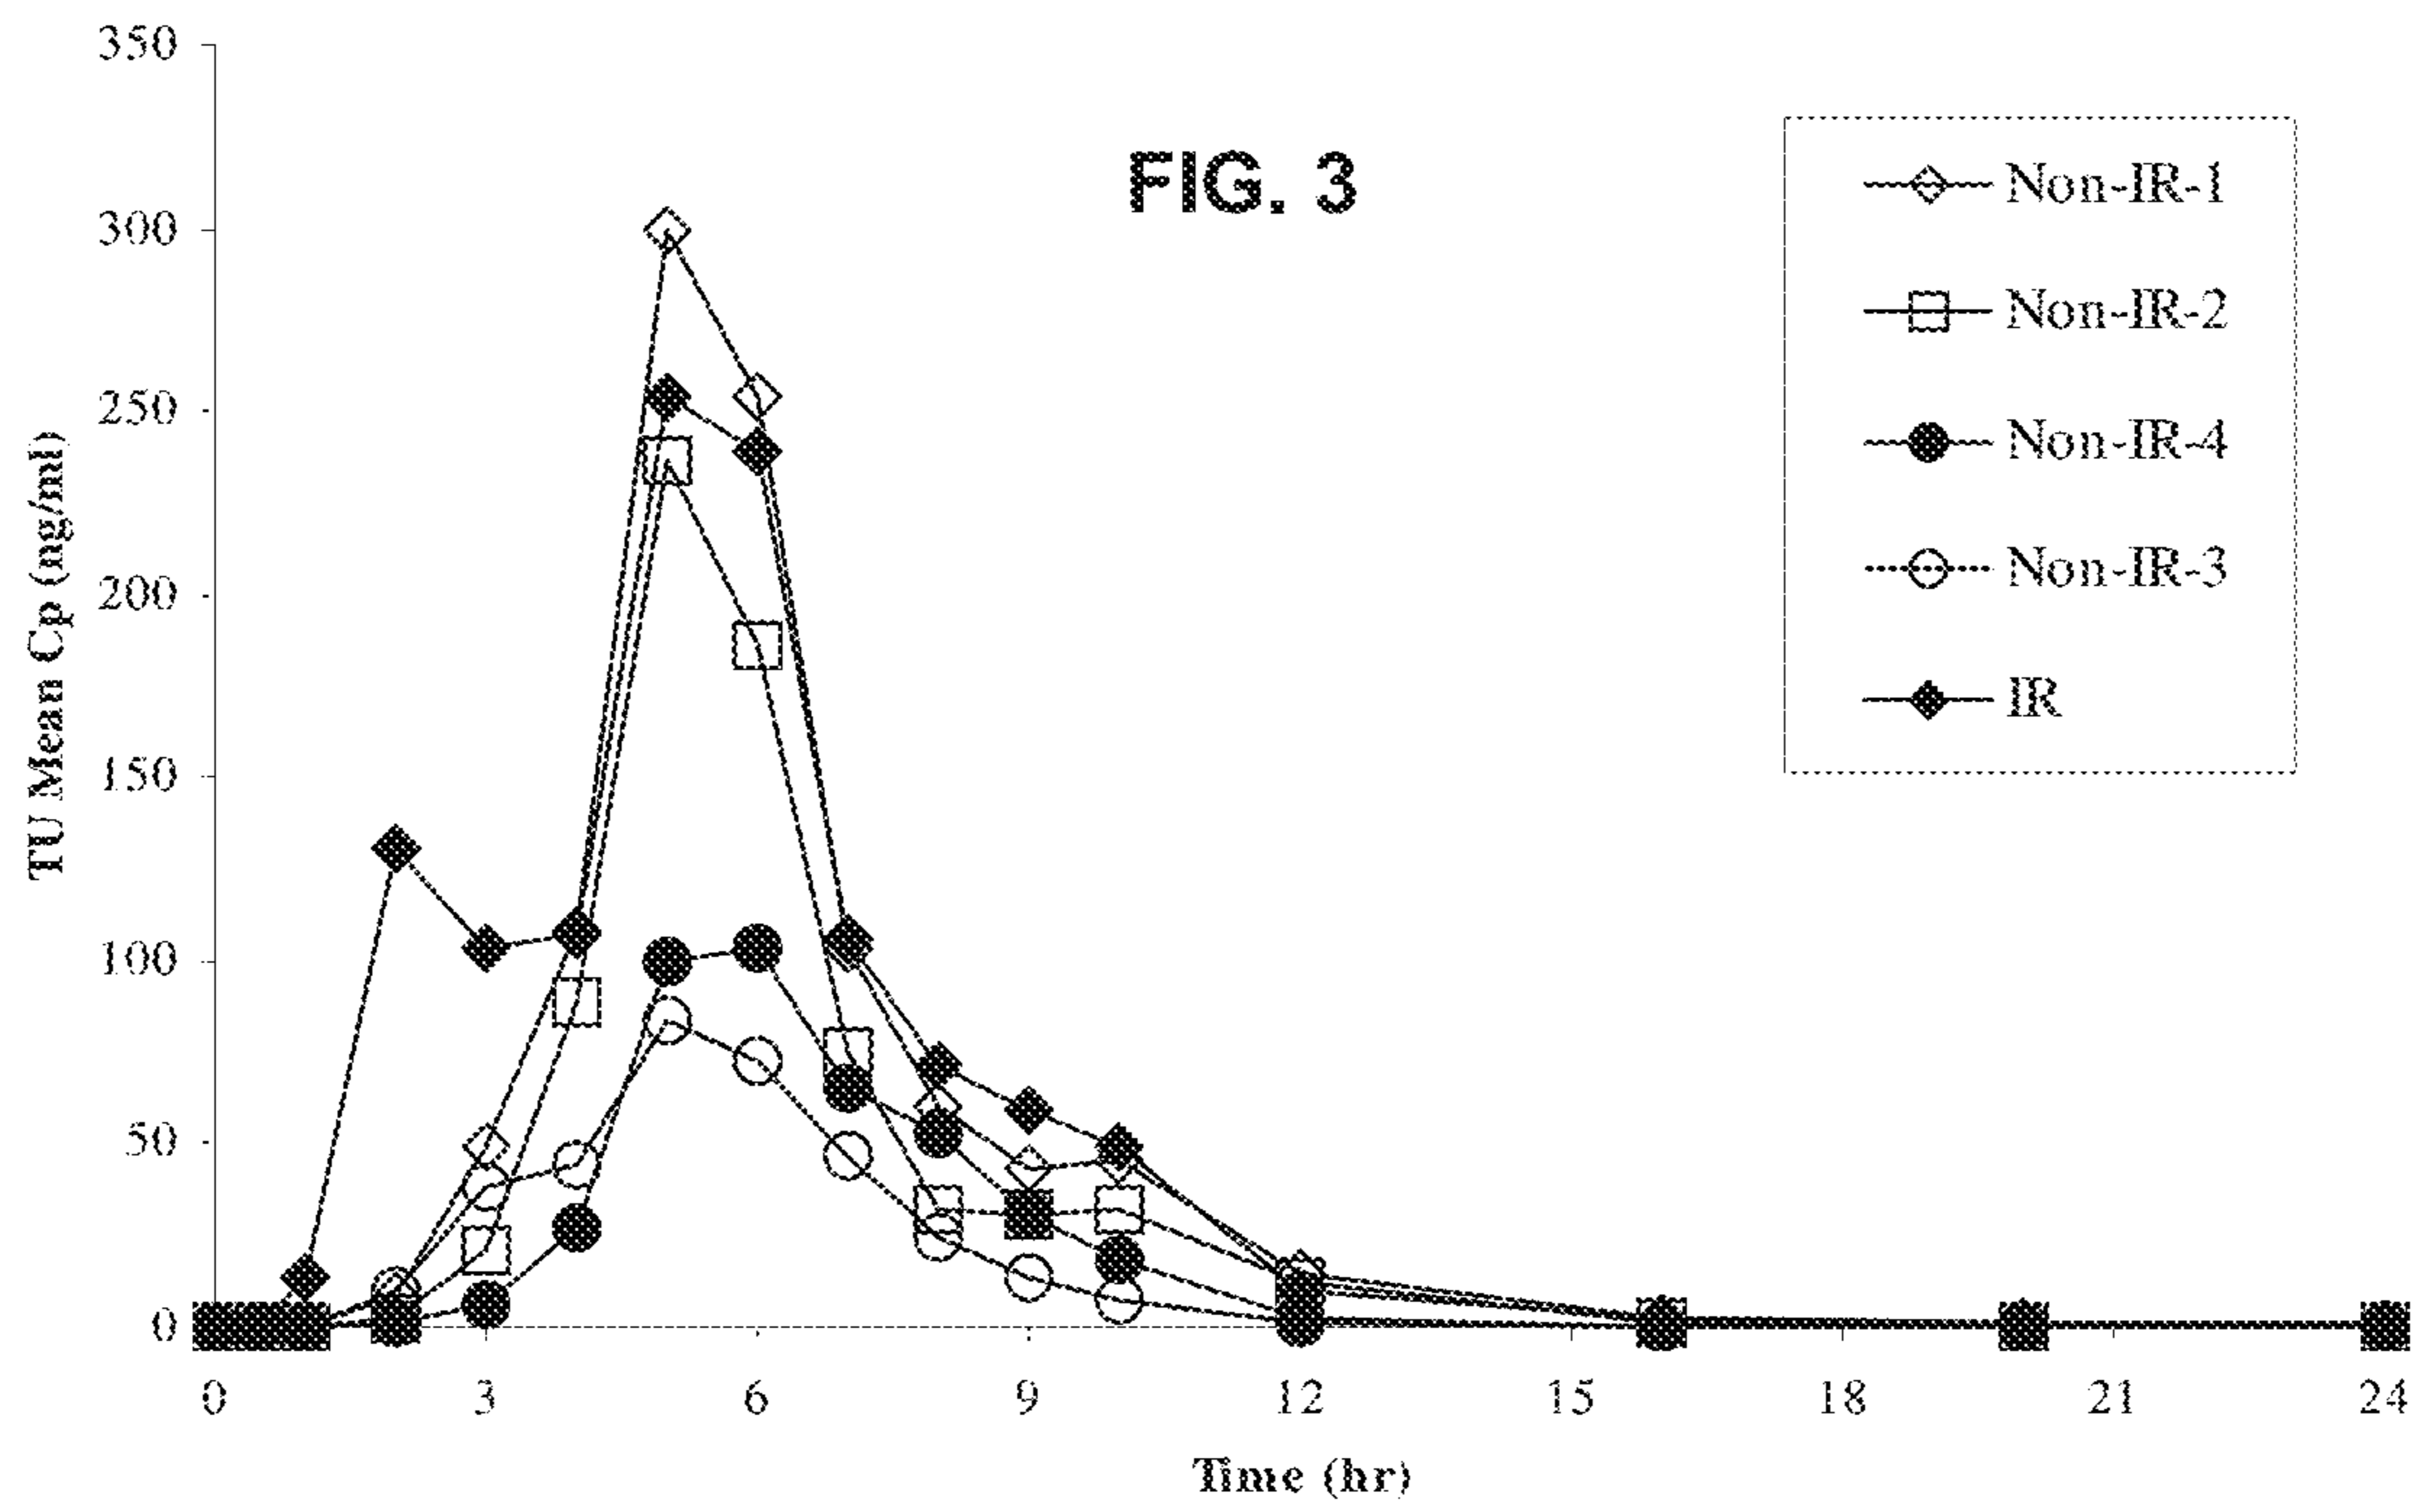 FIG. 3
TU Mean Cp (ng/ml)
350
300
250
200
150
100
50
0
0 3 6 9 12 15 18 21 24
Time (hr)
Non-IR-1
Non-IR-2
Non-IR-4
Non-IR-3
IR